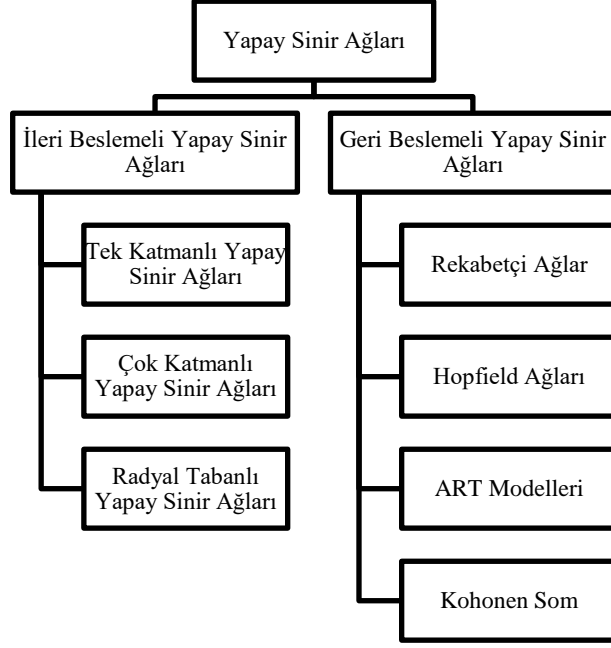 Yapay Sinir Ağları
İleri Beslemeli Yapay Sinir
Ağları
Tek Katmanlı Yapay
Sinir Ağları
Çok Katmanlı
Yapay Sinir Ağları
Radyal Tabanlı
Yapay Sinir Ağları
Geri Beslemeli Yapay Sinir
Ağları
Rekabetçi Ağlar
Hopfield Ağları
ART Modelleri
Kohonen Som